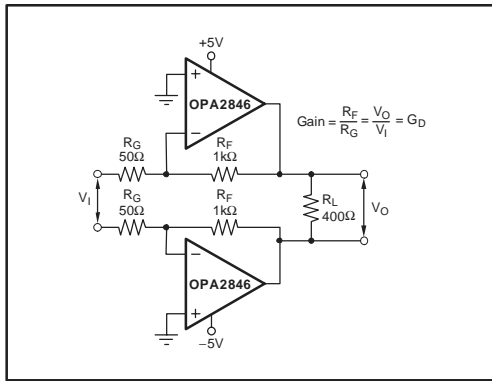 +5V
+
OPA2846
−
Gain = R_F/R_G = V_O/V_I = G_D
R_G
50Ω
R_F
1kΩ
V_I
R_G
50Ω
R_F
1kΩ
R_L
400Ω
V_O
−
OPA2846
+
−5V